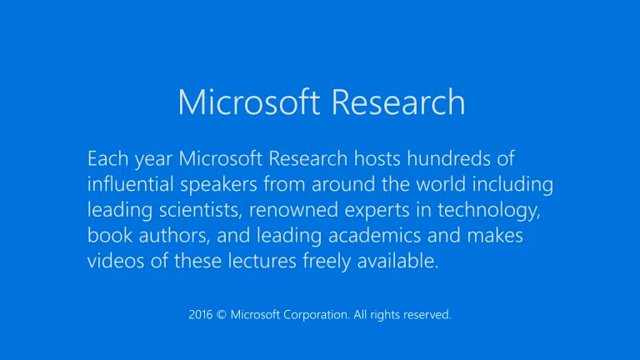 Microsoft Research
Each year Microsoft Research hosts hundreds of
influential speakers from around the world including
leading scientists, renowned experts in technology,
book authors, and leading academics and makes
videos of these lectures freely available.
2016 © Microsoft Corporation. All rights reserved.